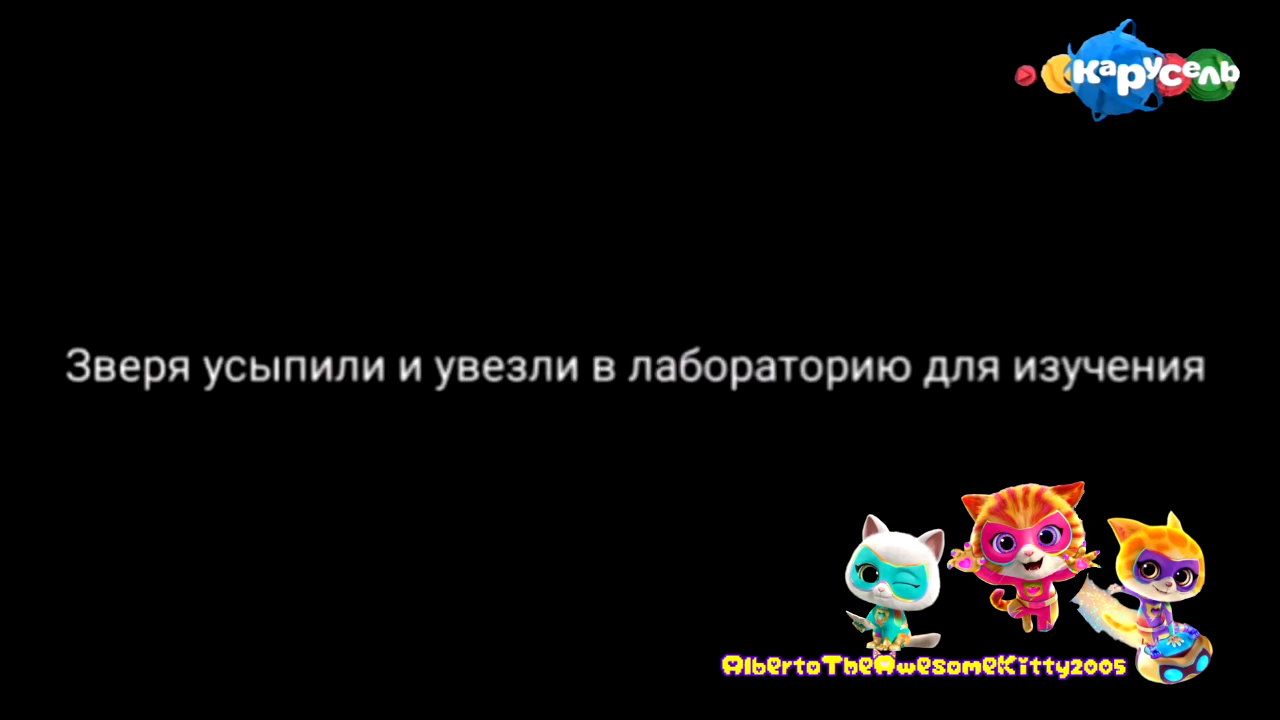 карусель
Зверя усыпили и увезли в лабораторию для изучения
AlbertoTheAwesomeKitty2005